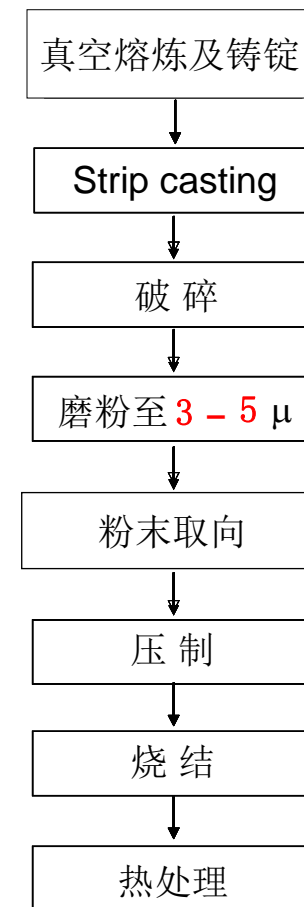 真空熔炼及铸锭
Strip casting
破 碎
磨粉至 3 – 5 μ
粉末取向
压 制
烧 结
热处理